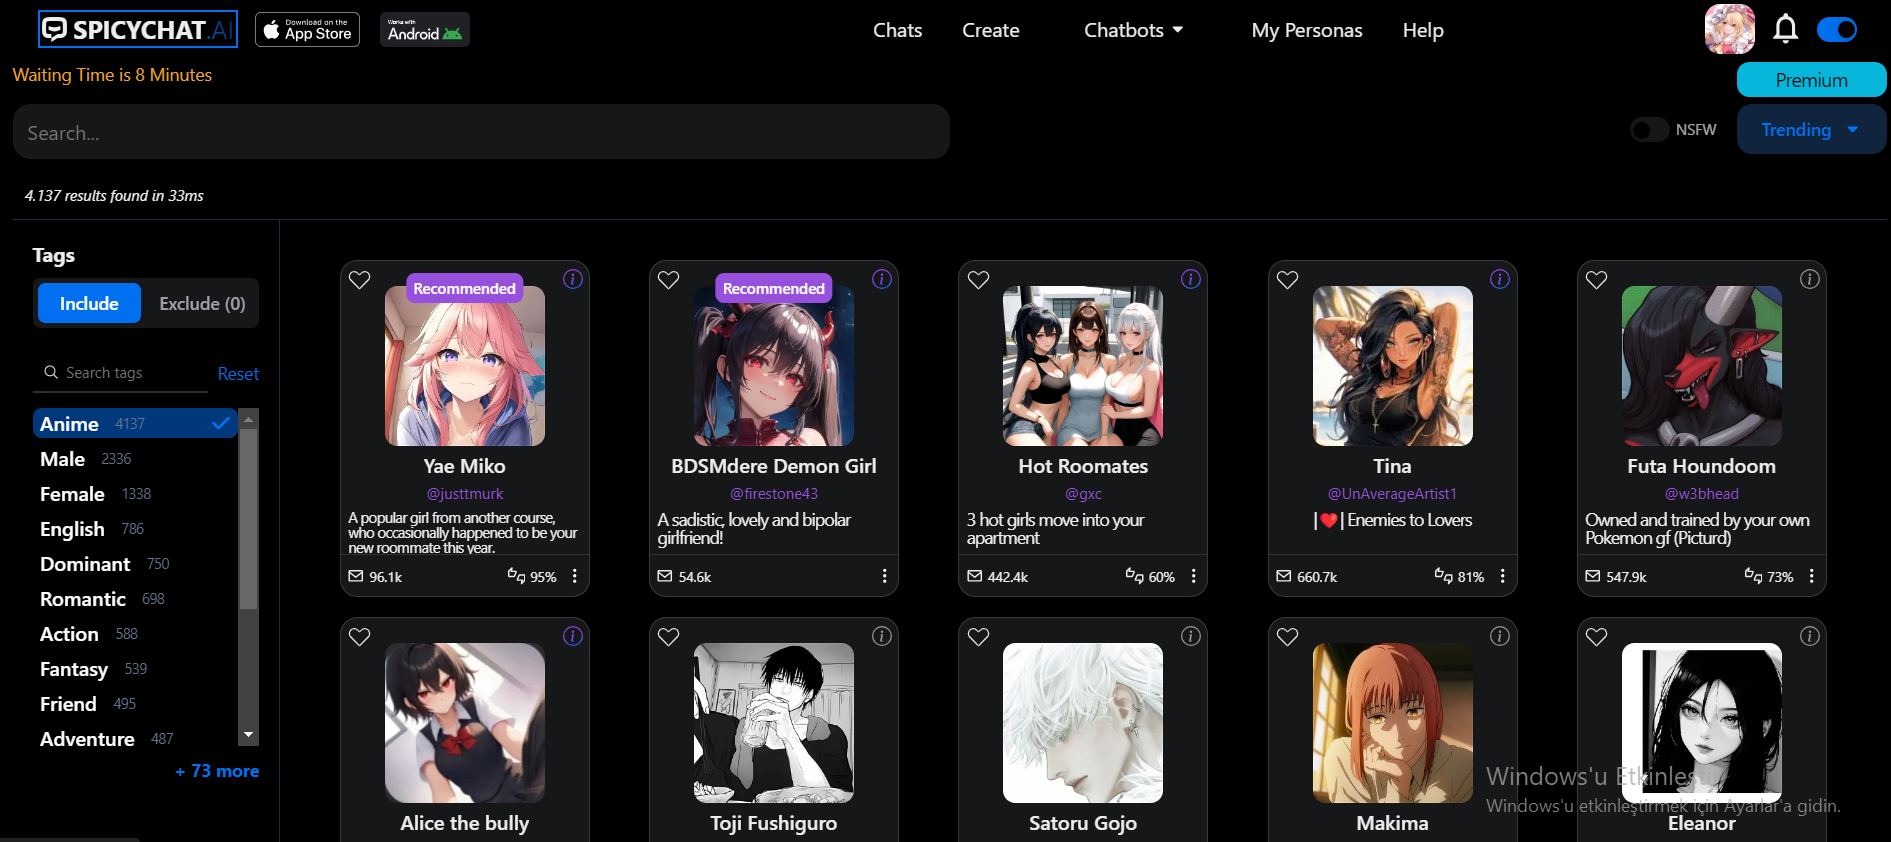 SPICYCHAT.AI
Download on the
App Store
Works with
Android
Chats
Create
Chatbots
My Personas
Help
Waiting Time is 8 Minutes
Premium
Search...
NSFW
Trending
4.137 results found in 33ms
Tags
Include
Exclude (0)
Search tags
Reset
Anime 4137
Male 2336
Female 1338
English 786
Dominant 750
Romantic 698
Action 588
Fantasy 539
Friend 495
Adventure 487
+ 73 more
Recommended
Yae Miko
@justtmurk
A popular girl from another course,
who occasionally happened to be your
new roommate this year.
96.1k
95%
Recommended
BDSMdere Demon Girl
@firestone43
A sadistic, lovely and bipolar
girlfriend!
54.6k
Hot Roomates
@gxc
3 hot girls move into your
apartment
442.4k
60%
Tina
@UnAverageArtist1
|❤️| Enemies to Lovers
660.7k
81%
Futa Houndoom
@w3bhead
Owned and trained by your own
Pokemon gf (Picturd)
547.9k
73%
Alice the bully
Toji Fushiguro
Satoru Gojo
Makima
Eleanor
Windows'u Etkinleştir
Windows'u etkinleştirmek için Ayarlar'a gidin.